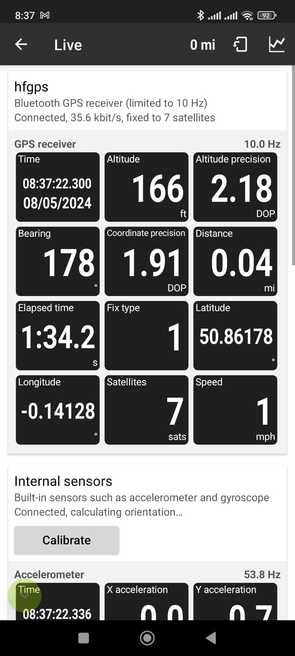 8:37
92
Live
0 mi
hfgps
Bluetooth GPS receiver (limited to 10 Hz)
Connected, 35.6 kbit/s, fixed to 7 satellites
GPS receiver 10.0 Hz
Time
08:37:22.300
08/05/2024
Altitude
166
ft
Altitude precision
2.18
DOP
Bearing
178
°
Coordinate precision
1.91
DOP
Distance
0.04
mi
Elapsed time
1:34.2
s
Fix type
1
Latitude
50.86178
°
Longitude
-0.14128
°
Satellites
7
sats
Speed
1
mph
Internal sensors
Built-in sensors such as accelerometer and gyroscope
Connected, calculating orientation...
Calibrate
Accelerometer 53.8 Hz
Time
08:37:22.336
X acceleration
0.0
Y acceleration
0.7